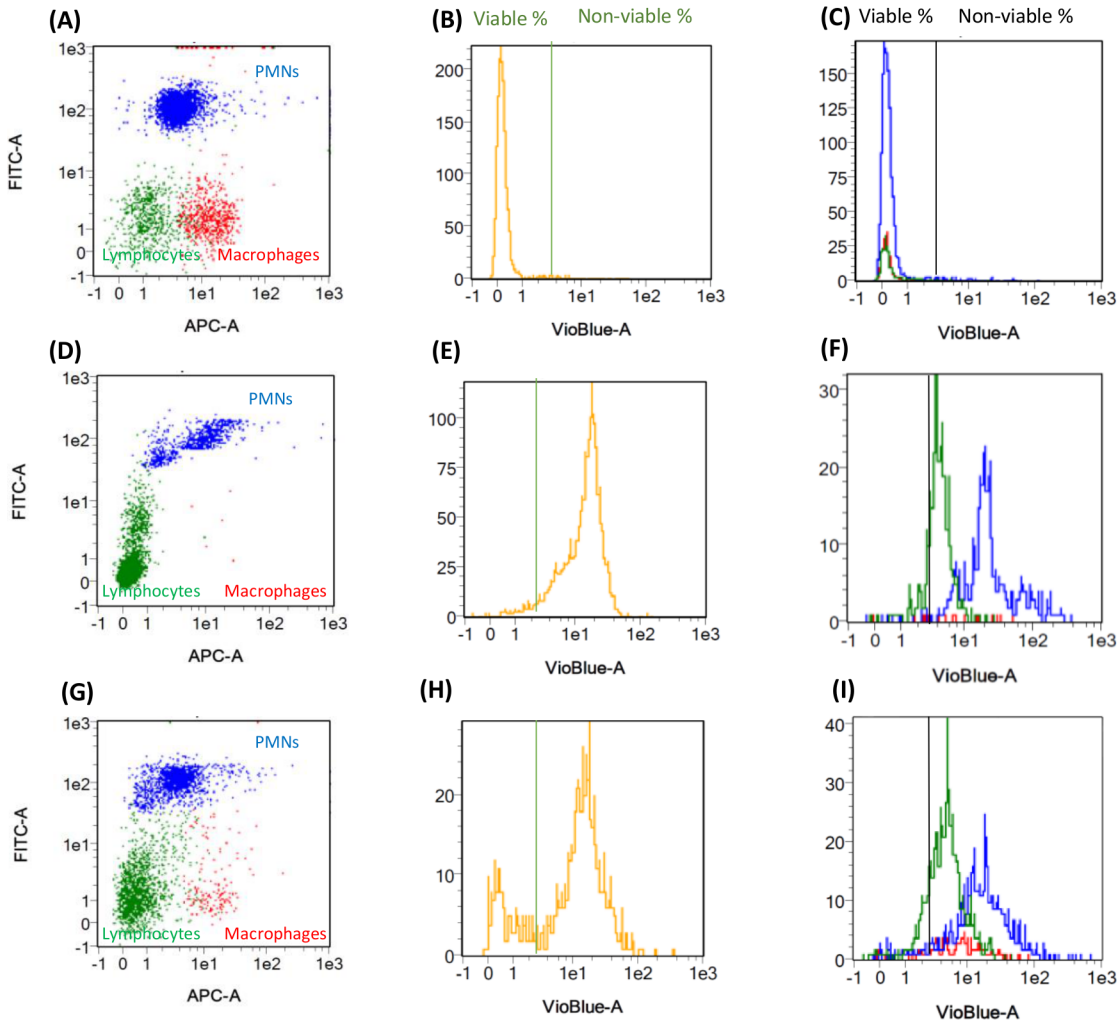 (A)
1e3
1e2
1e1
1
0
-1
FITC-A
PMNs
Lymphocytes Macrophages
-1 0 1 1e1 1e2 1e3
APC-A
(B) Viable % Non-viable %
200
150
100
50
0
-1 0 1 1e1 1e2 1e3
VioBlue-A
(C) Viable % Non-viable %
150
125
100
75
50
25
0
-1 0 1 1e1 1e2 1e3
VioBlue-A
(D)
1e3
1e2
1e1
1
0
-1
FITC-A
PMNs
Lymphocytes Macrophages
-1 0 1 1e1 1e2 1e3
APC-A
(E)
100
75
50
25
0
-1 0 1 1e1 1e2 1e3
VioBlue-A
(F)
30
20
10
0
-1 0 1 1e1 1e2 1e3
VioBlue-A
(G)
1e3
1e2
1e1
1
0
-1
FITC-A
PMNs
Lymphocytes Macrophages
-1 0 1 1e1 1e2 1e3
APC-A
(H)
20
10
0
-1 0 1 1e1 1e2 1e3
VioBlue-A
(I)
40
30
20
10
0
-1 0 1 1e1 1e2 1e3
VioBlue-A